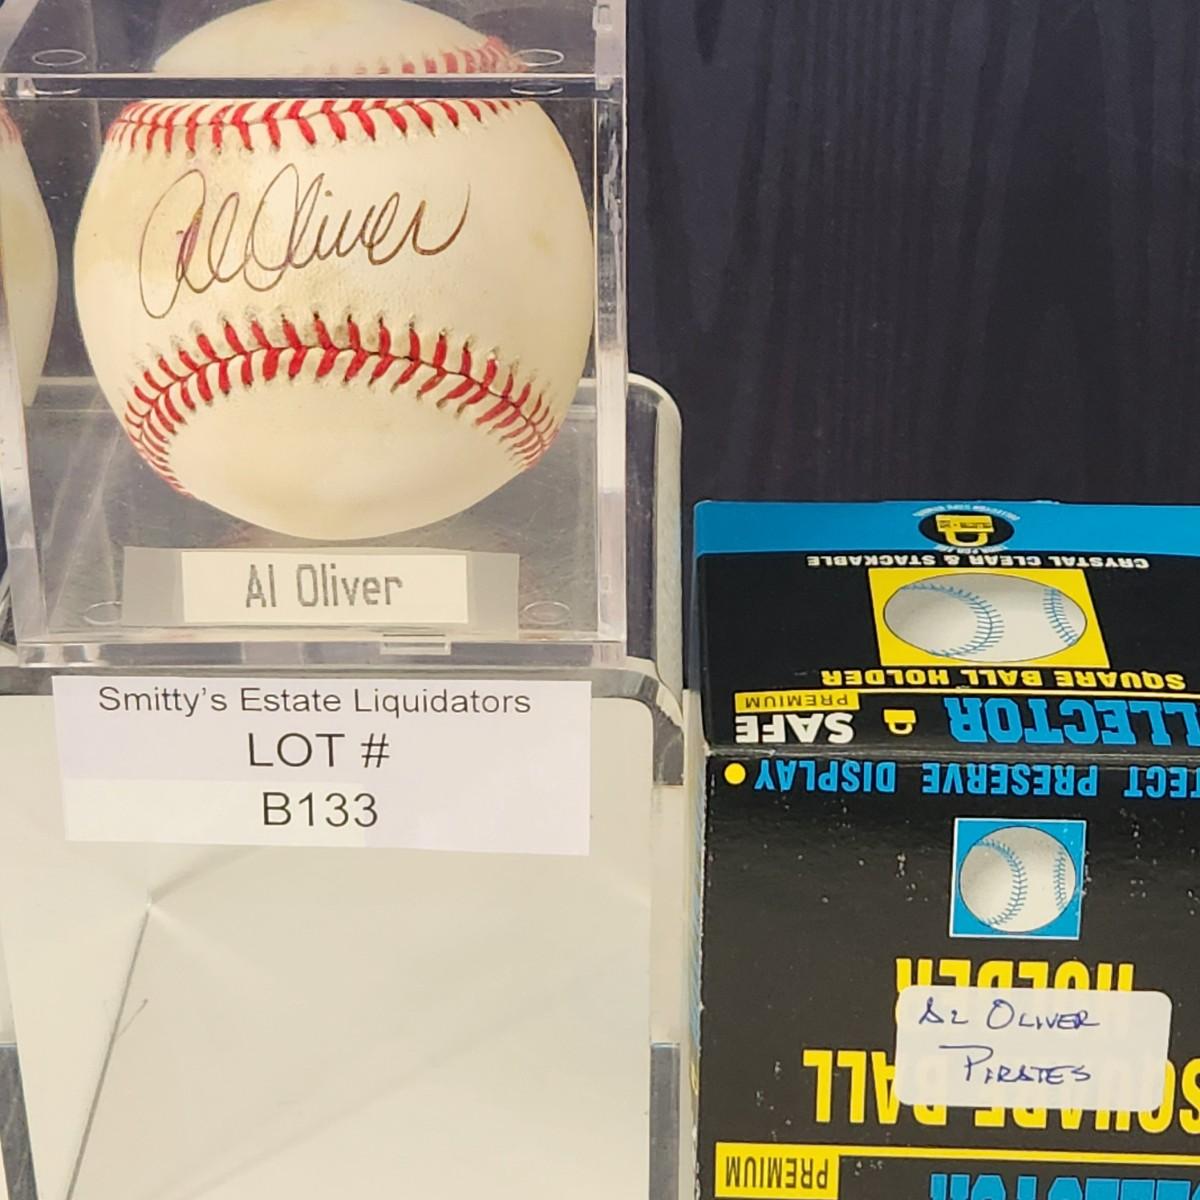 Al Oliver
Al Oliver
Smitty's Estate Liquidators
LOT #
B133
CRYSTAL CLEAR & STACKABLE
SQUARE BALL HOLDER
PREMIUM
LLECTOR SAFE
TECT PRESERVE DISPLAY
HOLDER
AL OLIVER
PIRATES
SQUARE BALL
PREMIUM